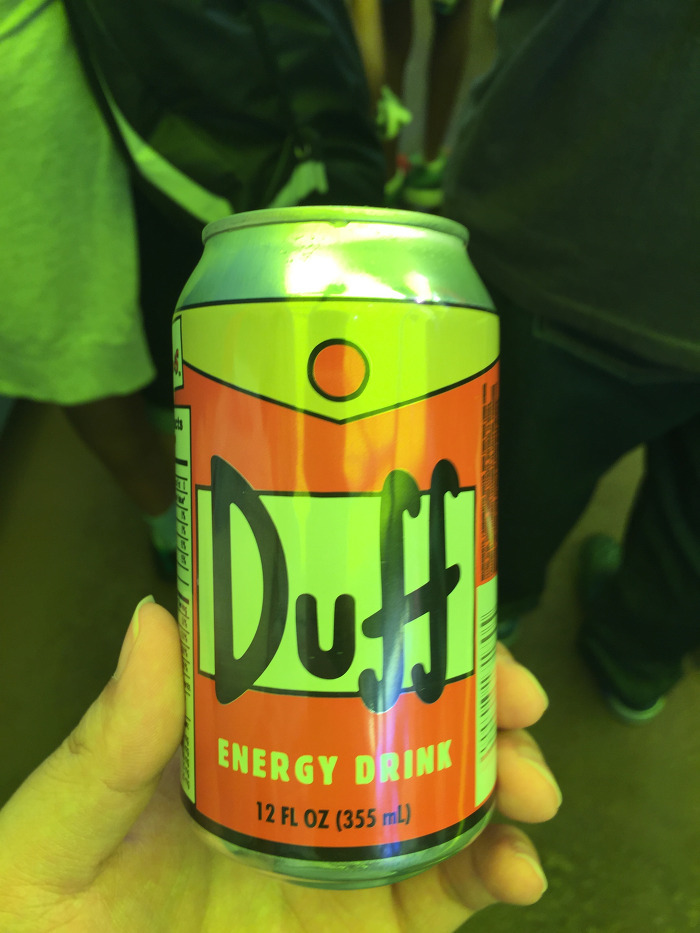 Duff
ENERGY DRINK
12 FL OZ (355 mL)